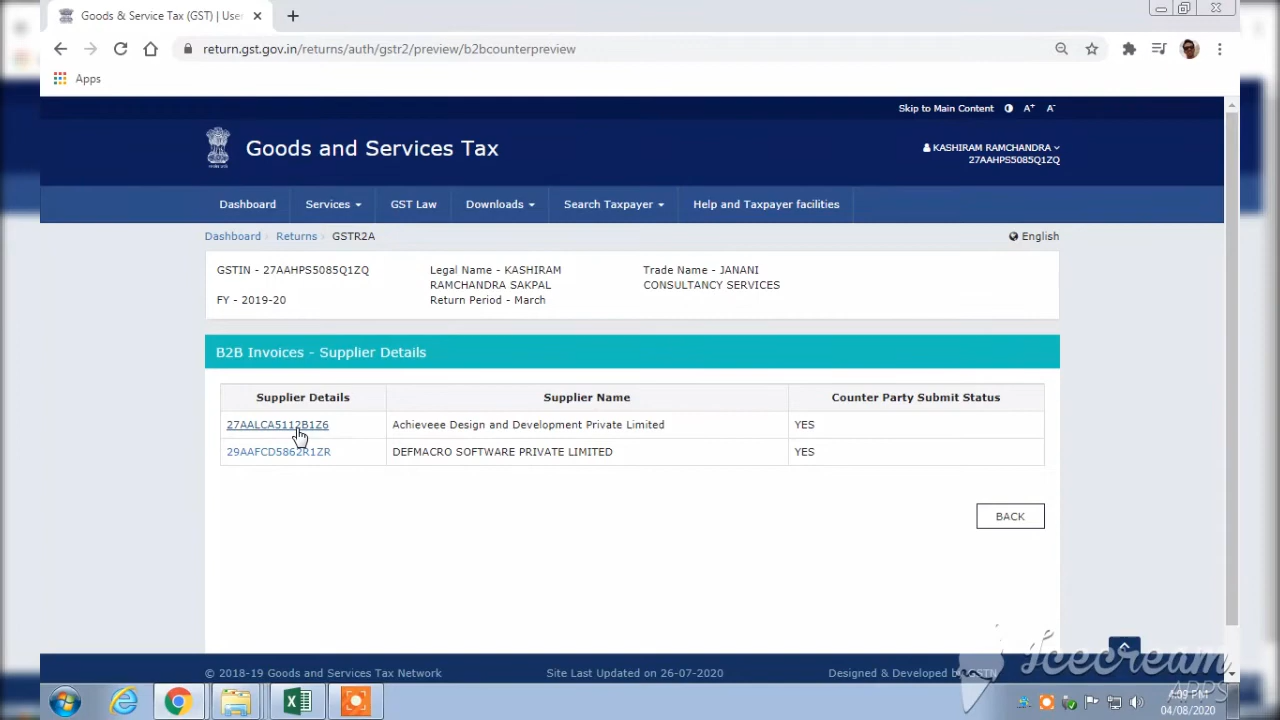 Goods & Service Tax (GST) | User
return.gst.gov.in/returns/auth/gstr2/preview/b2bcounterpreview
Apps
Skip to Main Content A+ A-
Goods and Services Tax
KASHIRAM RAMCHANDRA
27AAHPS5085Q1ZQ
Dashboard Services GST Law Downloads Search Taxpayer Help and Taxpayer facilities
Dashboard Returns GSTR2A English
GSTIN - 27AAHPS5085Q1ZQ Legal Name - KASHIRAM Trade Name - JANANI
RAMCHANDRA SAKPAL CONSULTANCY SERVICES
FY - 2019-20 Return Period - March
B2B Invoices - Supplier Details
Supplier Details Supplier Name Counter Party Submit Status
27AALCA5112B1Z6 Achieveee Design and Development Private Limited YES
29AAFCD5862R1ZR DEFMACRO SOFTWARE PRIVATE LIMITED YES
BACK
© 2018-19 Goods and Services Tax Network Site Last Updated on 26-07-2020 Designed & Developed by GSTN
Icecream
APPS
4:09 PM
04/08/2020